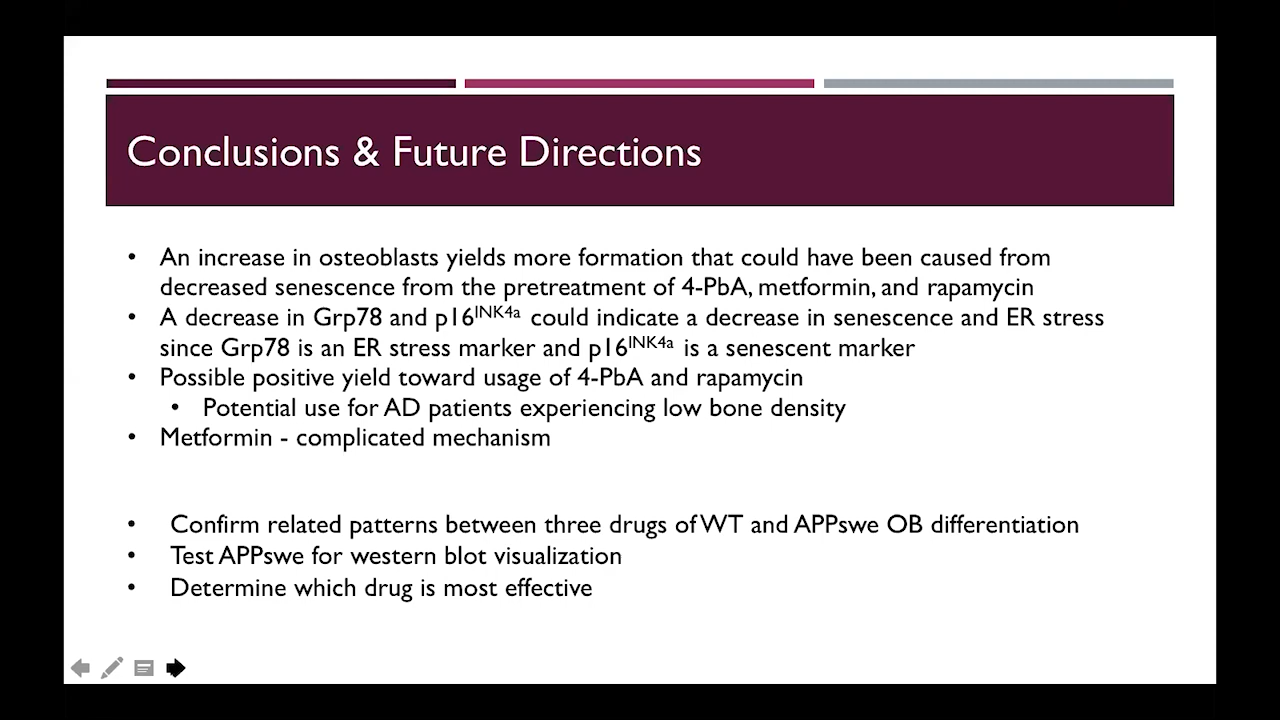 Conclusions & Future Directions
• An increase in osteoblasts yields more formation that could have been caused from
decreased senescence from the pretreatment of 4-PbA, metformin, and rapamycin
• A decrease in Grp78 and p16INK4a could indicate a decrease in senescence and ER stress
since Grp78 is an ER stress marker and p16INK4a is a senescent marker
• Possible positive yield toward usage of 4-PbA and rapamycin
• Potential use for AD patients experiencing low bone density
• Metformin - complicated mechanism
• Confirm related patterns between three drugs of WT and APPswe OB differentiation
• Test APPswe for western blot visualization
• Determine which drug is most effective